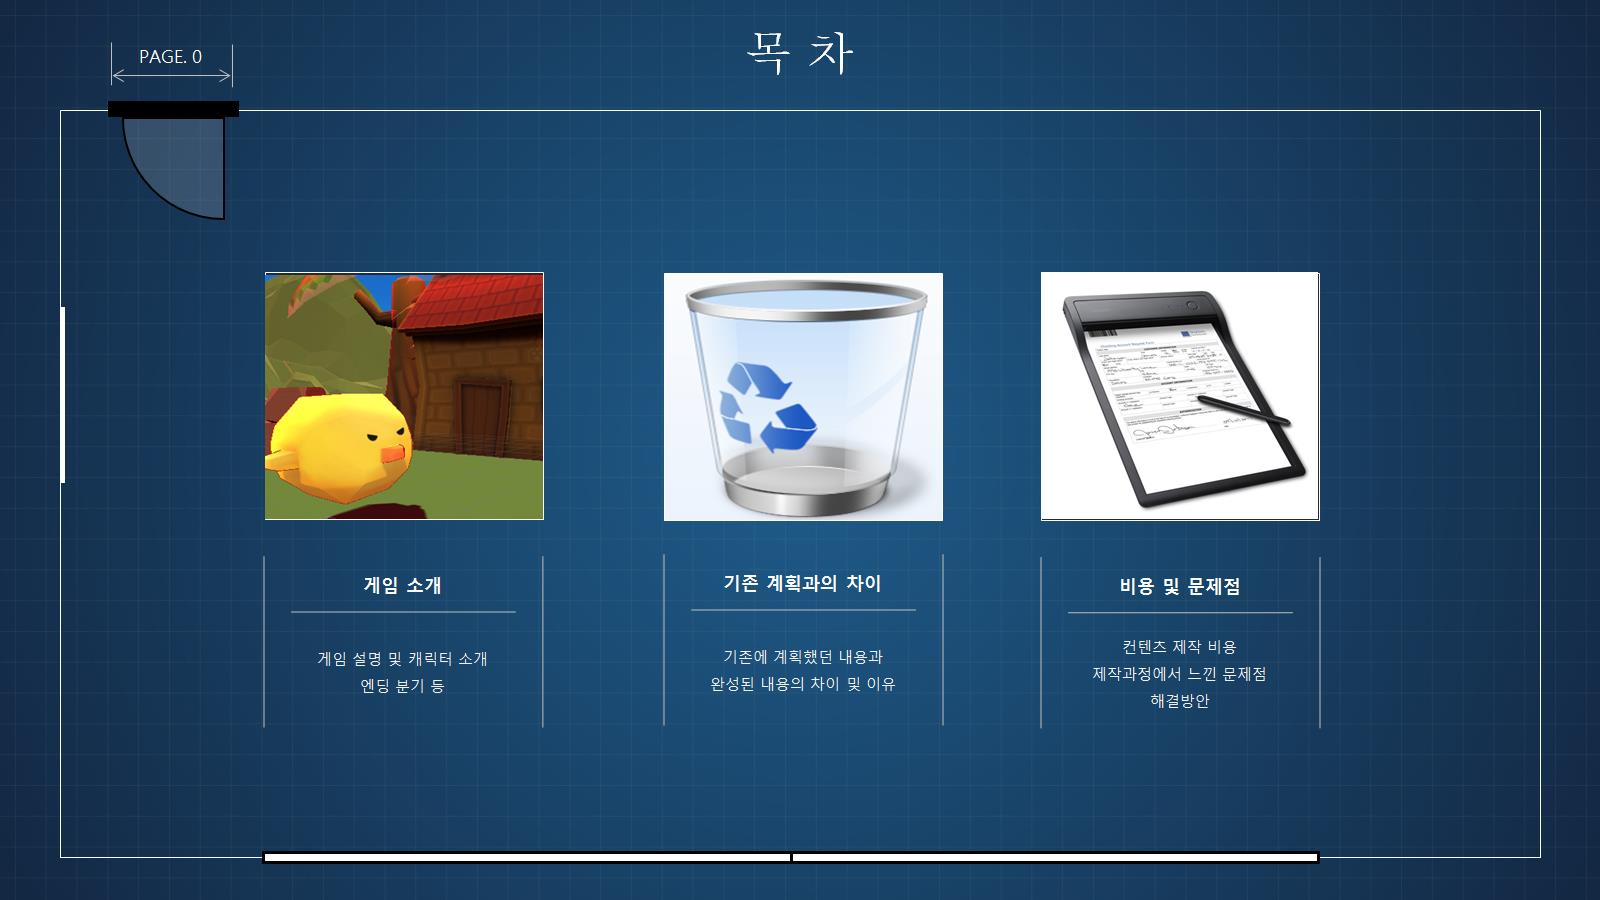 목 차
PAGE. 0
게임 소개
게임 설명 및 캐릭터 소개
엔딩 분기 등
기존 계획과의 차이
기존에 계획했던 내용과
완성된 내용의 차이 및 이유
비용 및 문제점
컨텐츠 제작 비용
제작과정에서 느낀 문제점
해결방안